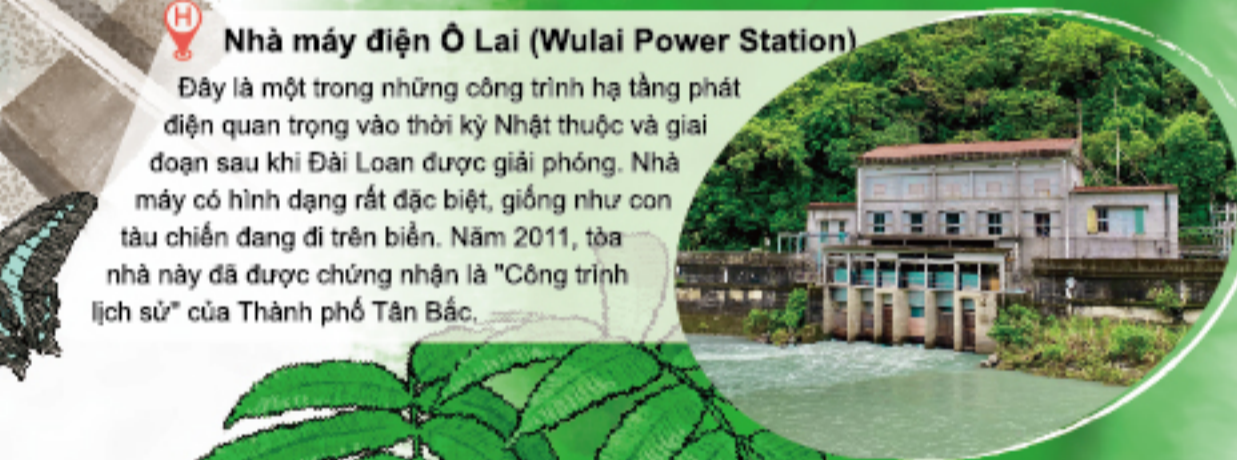 H
Nhà máy điện Ô Lai (Wulai Power Station)
Đây là một trong những công trình hạ tầng phát
điện quan trọng vào thời kỳ Nhật thuộc và giai
đoạn sau khi Đài Loan được giải phóng. Nhà
máy có hình dạng rất đặc biệt, giống như con
tàu chiến đang đi trên biển. Năm 2011, tòa
nhà này đã được chứng nhận là "Công trình
lịch sử" của Thành phố Tân Bắc.